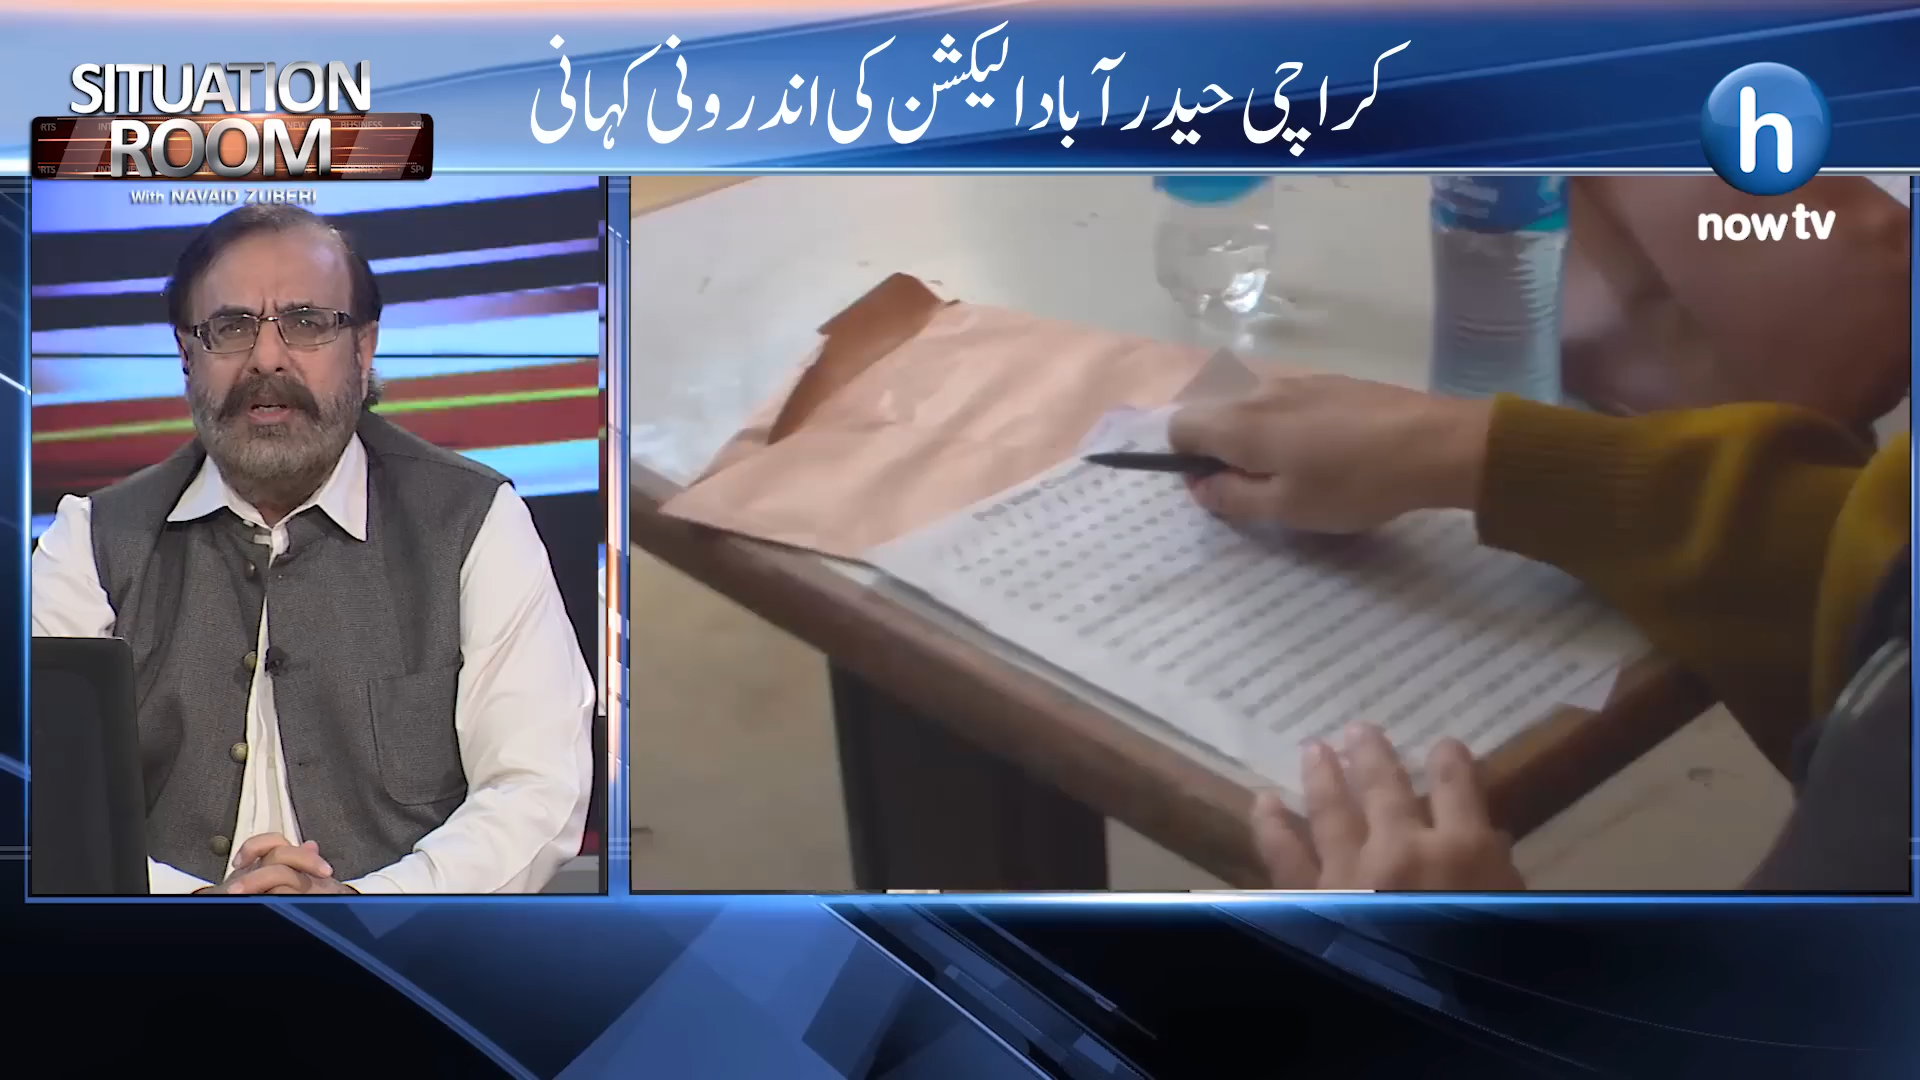 SITUATION
ROOM
With NAVAID ZUBERI
کراچی حیدرآباد الیکشن کی اندرونی کہانی
h
now tv